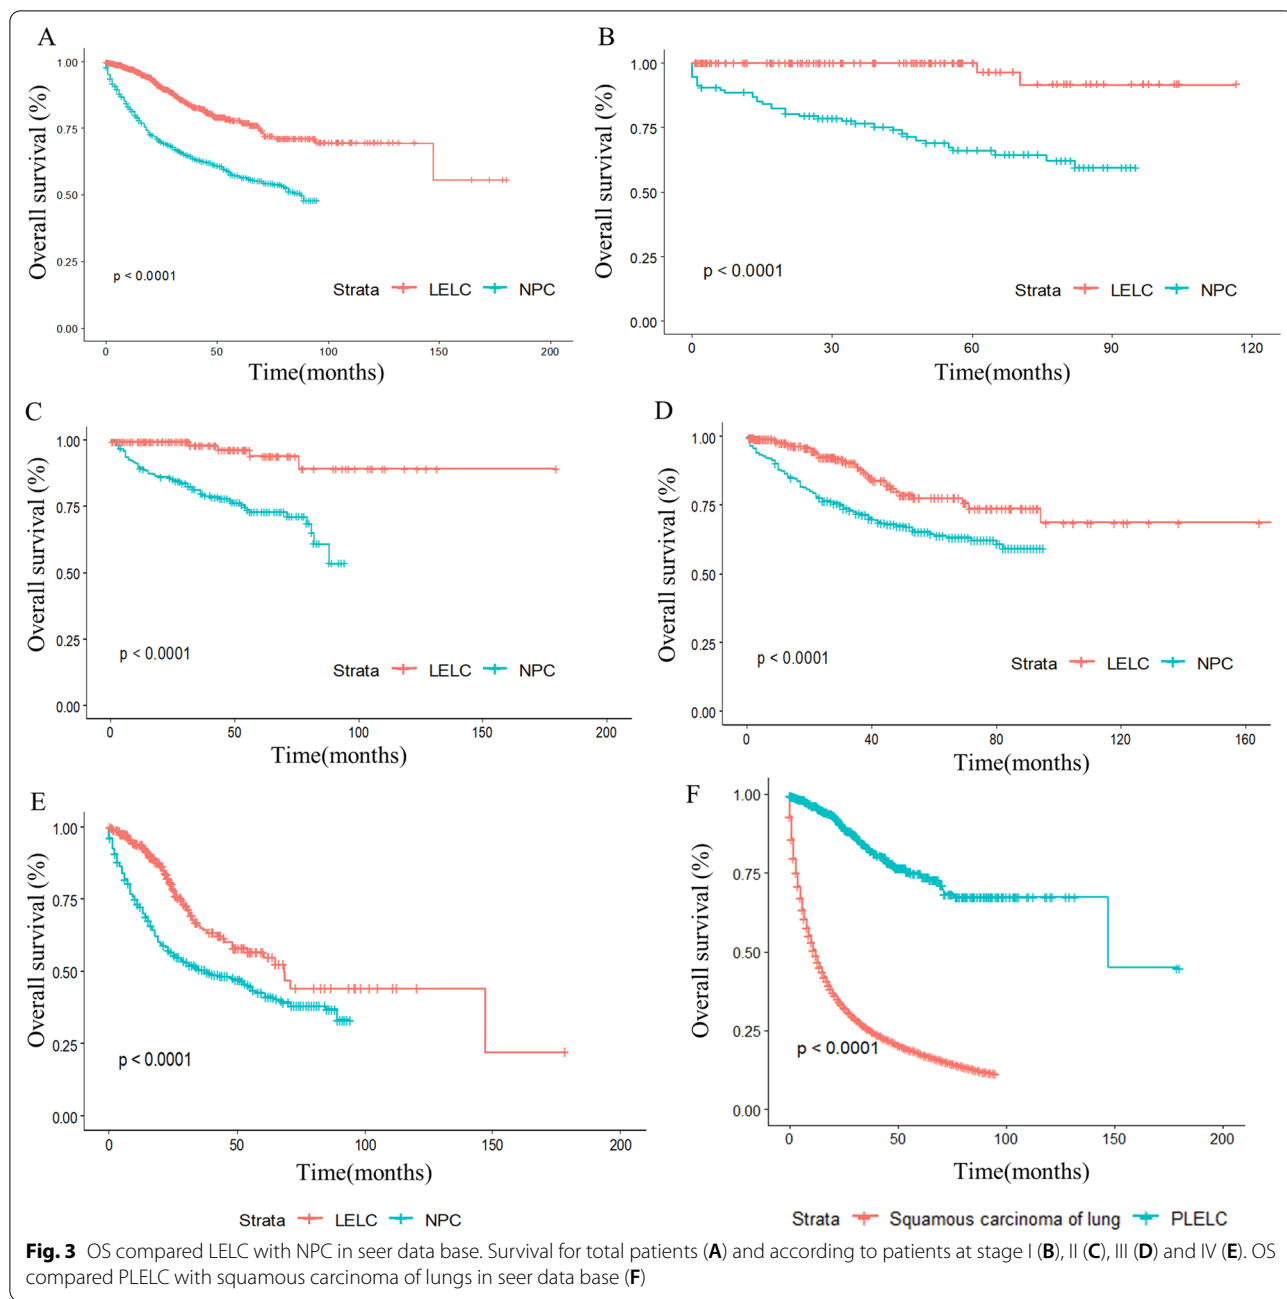 A
Overall survival (%)
1.00
0.75
0.50
0.25
0.00
p < 0.0001
Strata LELC NPC
0 50 100 150 200
Time(months)
B
Overall survival (%)
1.00
0.75
0.50
0.25
0.00
p < 0.0001
Strata LELC NPC
0 30 60 90 120
Time(months)
C
Overall survival (%)
1.00
0.75
0.50
0.25
0.00
p < 0.0001
Strata LELC NPC
0 50 100 150 200
Time(months)
D
Overall survival (%)
1.00
0.75
0.50
0.25
0.00
p < 0.0001
Strata LELC NPC
0 40 80 120 160
Time(months)
E
Overall survival (%)
1.00
0.75
0.50
0.25
0.00
p < 0.0001
0 50 100 150 200
Time(months)
Strata LELC NPC
F
Overall survival (%)
1.00
0.75
0.50
0.25
0.00
p < 0.0001
0 50 100 150 200
Time(months)
Strata Squamous carcinoma of lung PLELC
Fig. 3 OS compared LELC with NPC in seer data base. Survival for total patients (A) and according to patients at stage I (B), II (C), III (D) and IV (E). OS
compared PLELC with squamous carcinoma of lungs in seer data base (F)